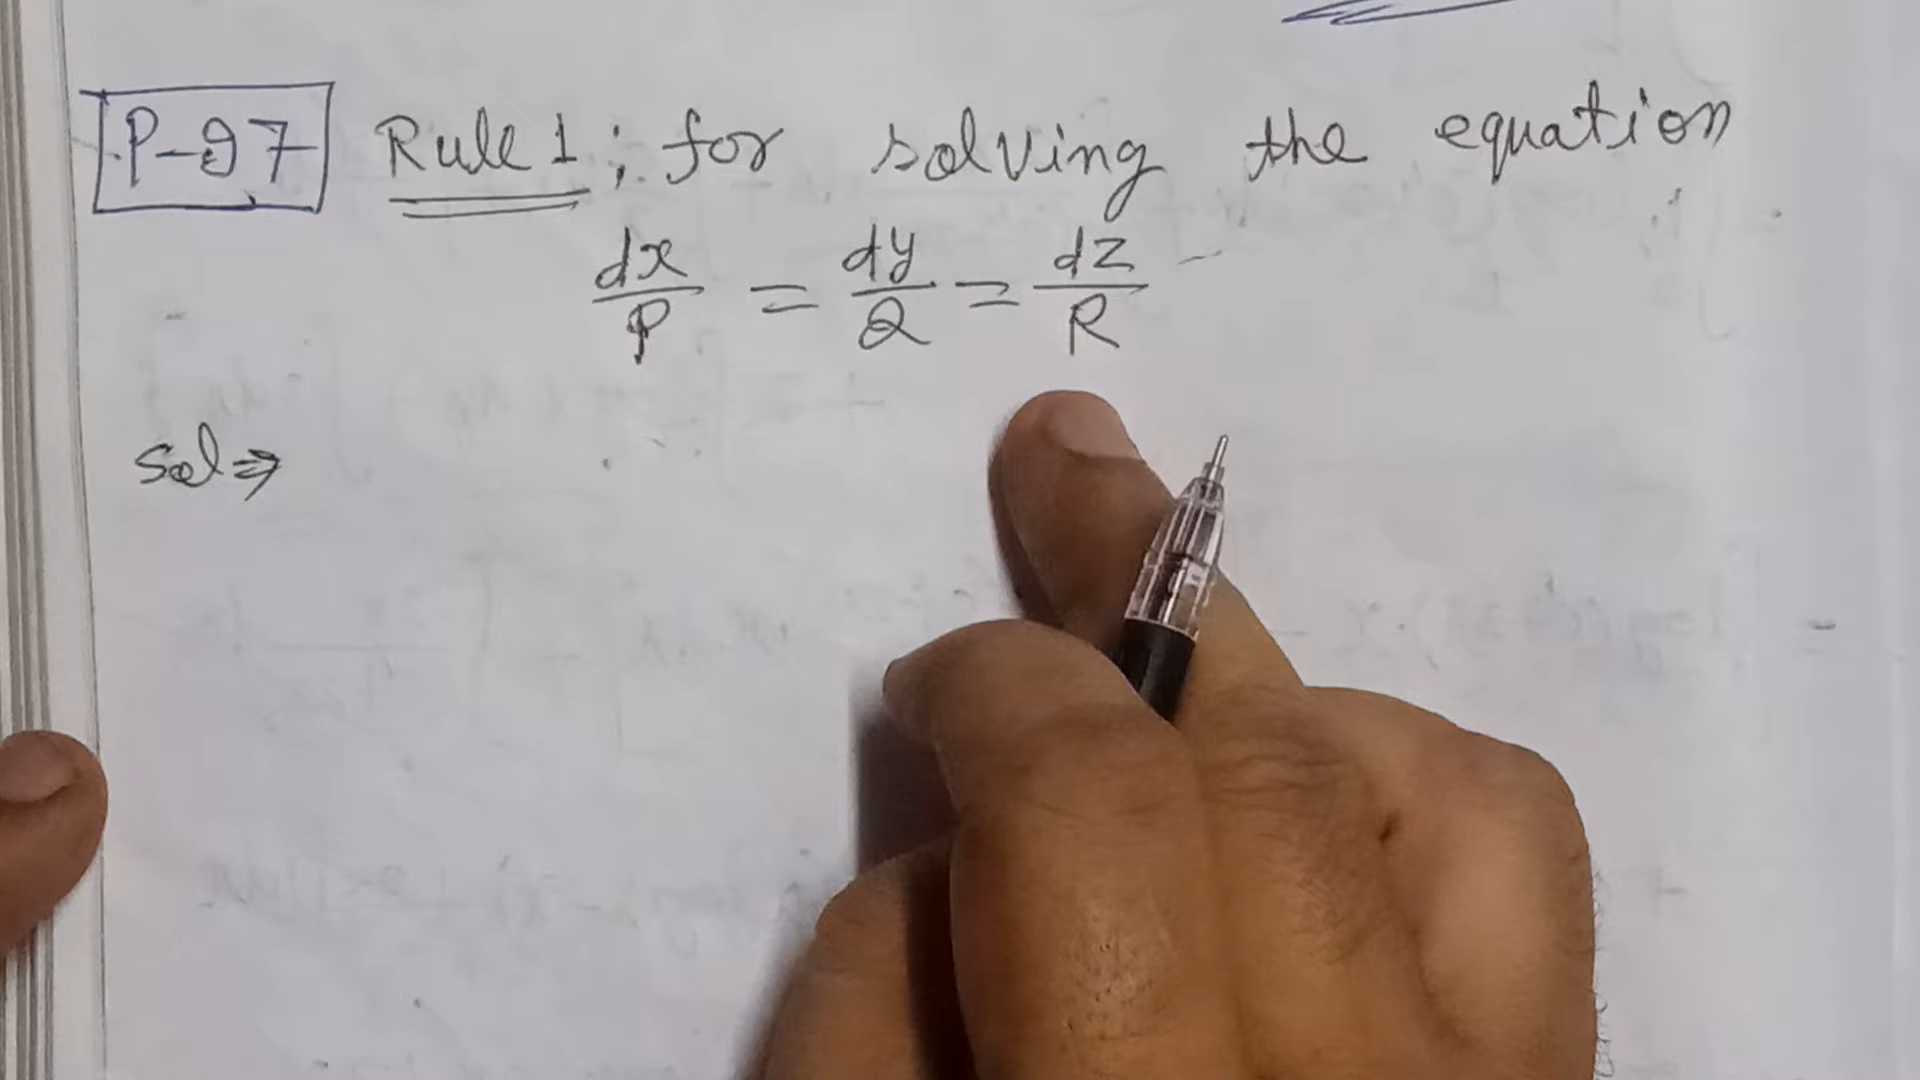 P-97 Rule 1; for solving the equation
dx/P = dy/Q = dz/R
Sol ⇒